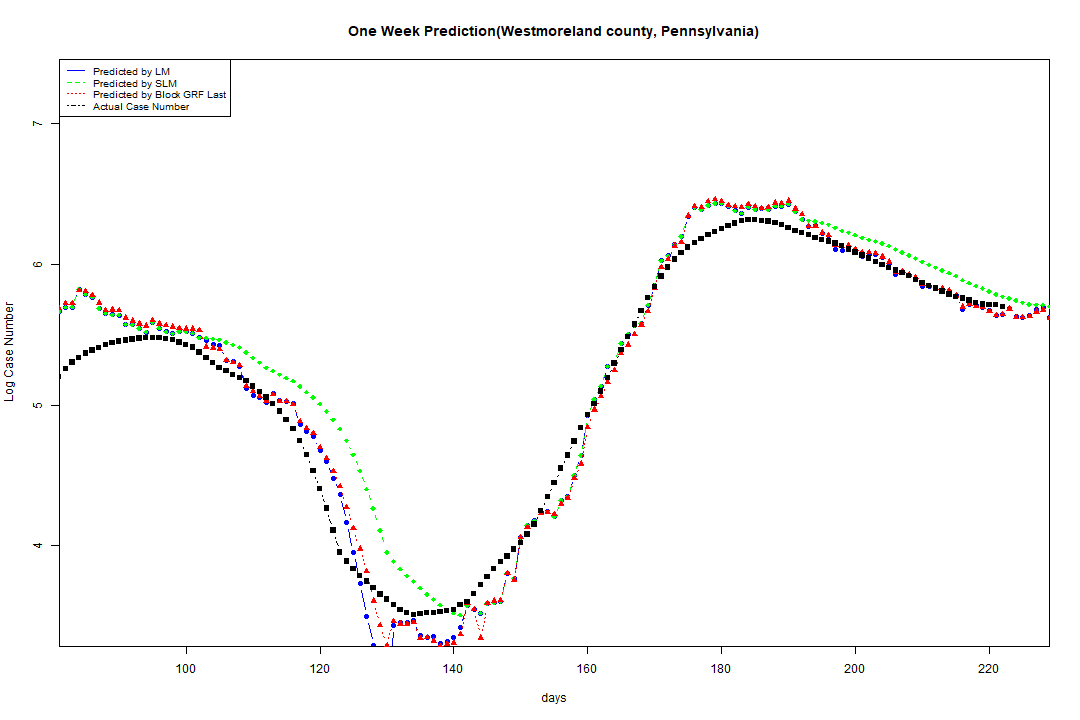 One Week Prediction(Westmoreland county, Pennsylvania)
Predicted by LM
Predicted by SLM
Predicted by Block GRF Last
Actual Case Number
7
6
5
4
Log Case Number
100 120 140 160 180 200 220
days